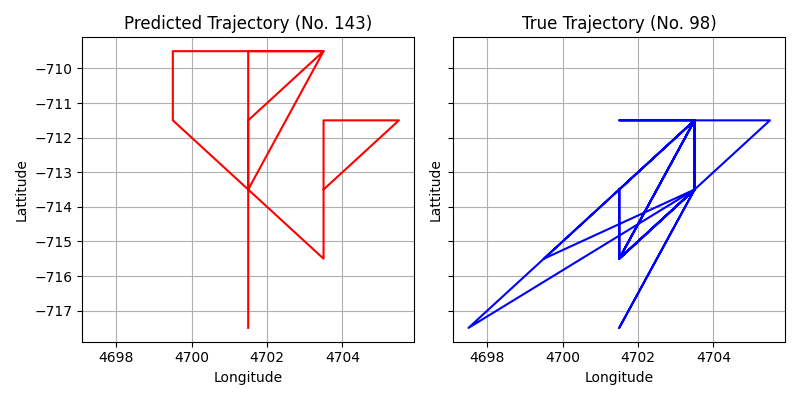 Predicted Trajectory (No. 143)
True Trajectory (No. 98)
Lattitude
−710
−711
−712
−713
−714
−715
−716
−717
4698
4700
4702
4704
Longitude
Lattitude
4698
4700
4702
4704
Longitude